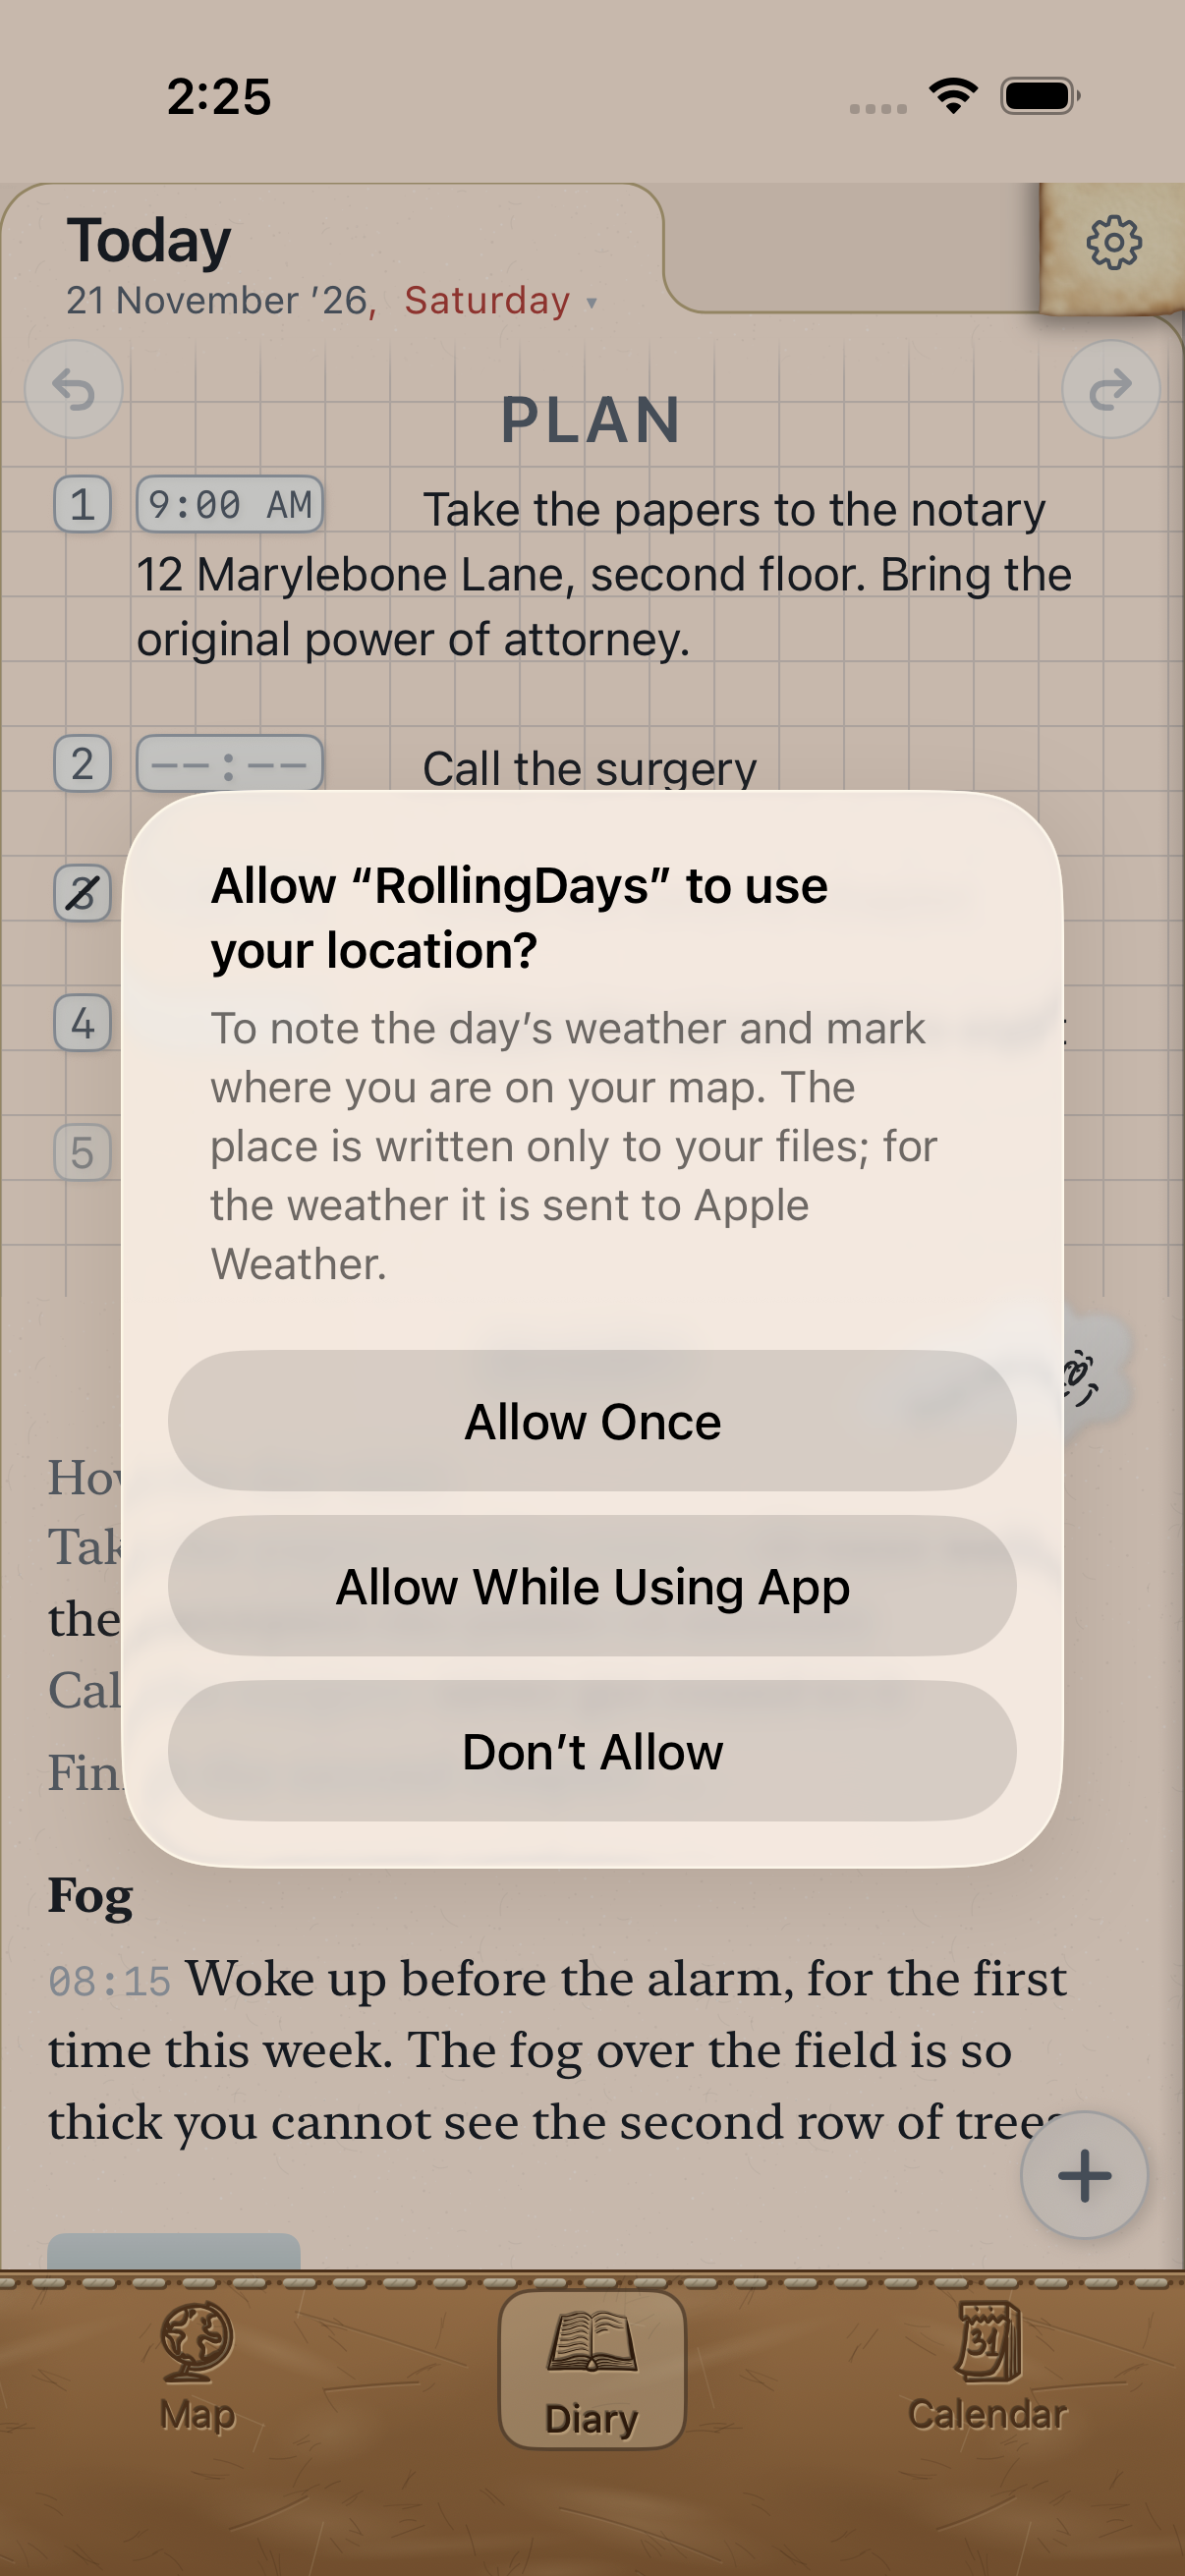 2:25
Today
21 November ’26, Saturday ▾
PLAN
1 9:00 AM Take the papers to the notary
12 Marylebone Lane, second floor. Bring the
original power of attorney.
2 −−:−− Call the surgery
3
4
5
Allow “RollingDays” to use
your location?
To note the day’s weather and mark
where you are on your map. The
place is written only to your files; for
the weather it is sent to Apple
Weather.
Allow Once
Allow While Using App
Don’t Allow
the
Fog
08:15 Woke up before the alarm, for the first
time this week. The fog over the field is so
thick you cannot see the second row of trees
31
Map
Diary
Calendar